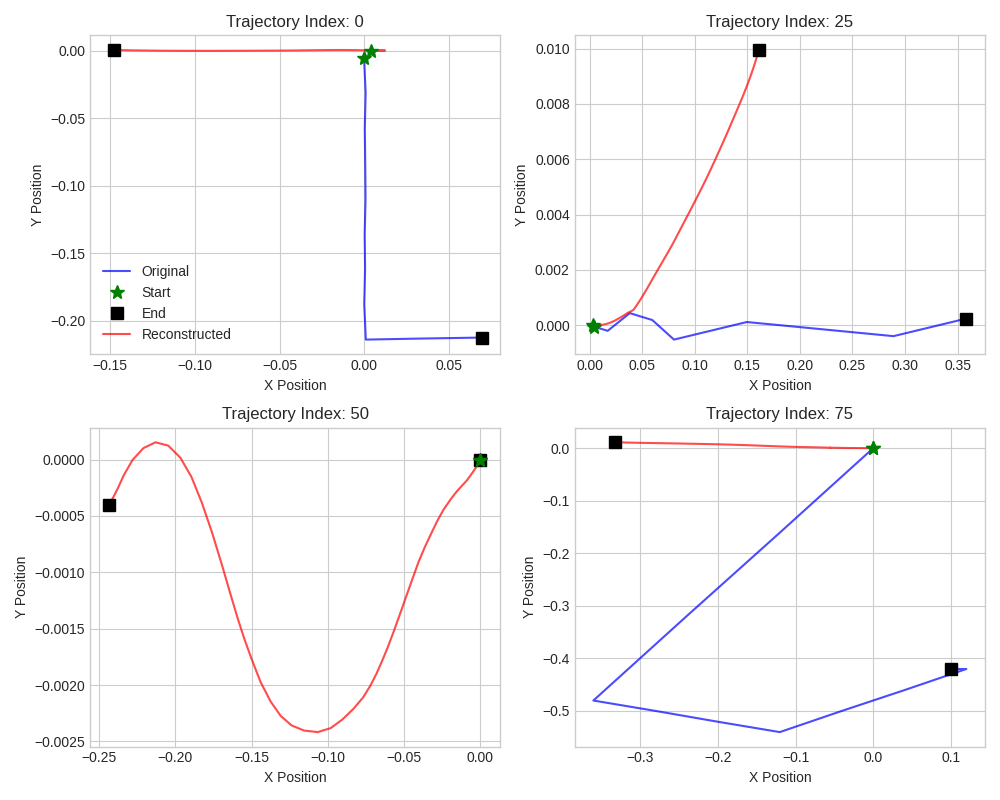 Trajectory Index: 0
0.00
−0.05
−0.10
−0.15
−0.20
Y Position
Original
Start
End
Reconstructed
−0.15
−0.10
−0.05
0.00
0.05
X Position
Trajectory Index: 25
0.010
0.008
0.006
0.004
0.002
0.000
Y Position
0.00
0.05
0.10
0.15
0.20
0.25
0.30
0.35
X Position
Trajectory Index: 50
0.0000
−0.0005
−0.0010
−0.0015
−0.0020
−0.0025
Y Position
−0.25
−0.20
−0.15
−0.10
−0.05
0.00
X Position
Trajectory Index: 75
0.0
−0.1
−0.2
−0.3
−0.4
−0.5
Y Position
−0.3
−0.2
−0.1
0.0
0.1
X Position